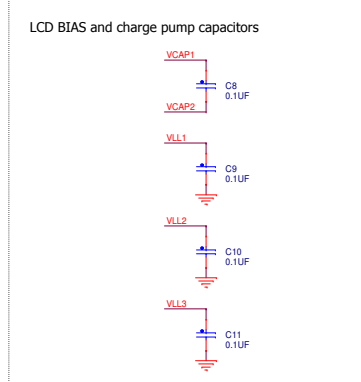 LCD BIAS and charge pump capacitors
VCAP1
C8
0.1UF
VCAP2
VLL1
C9
0.1UF
VLL2
C10
0.1UF
VLL3
C11
0.1UF